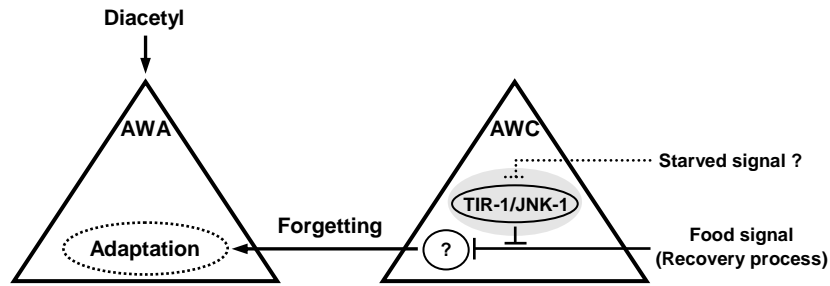 Diacetyl
AWA
AWC
Starved signal ?
TIR-1/JNK-1
Forgetting
Adaptation
?
Food signal
(Recovery process)